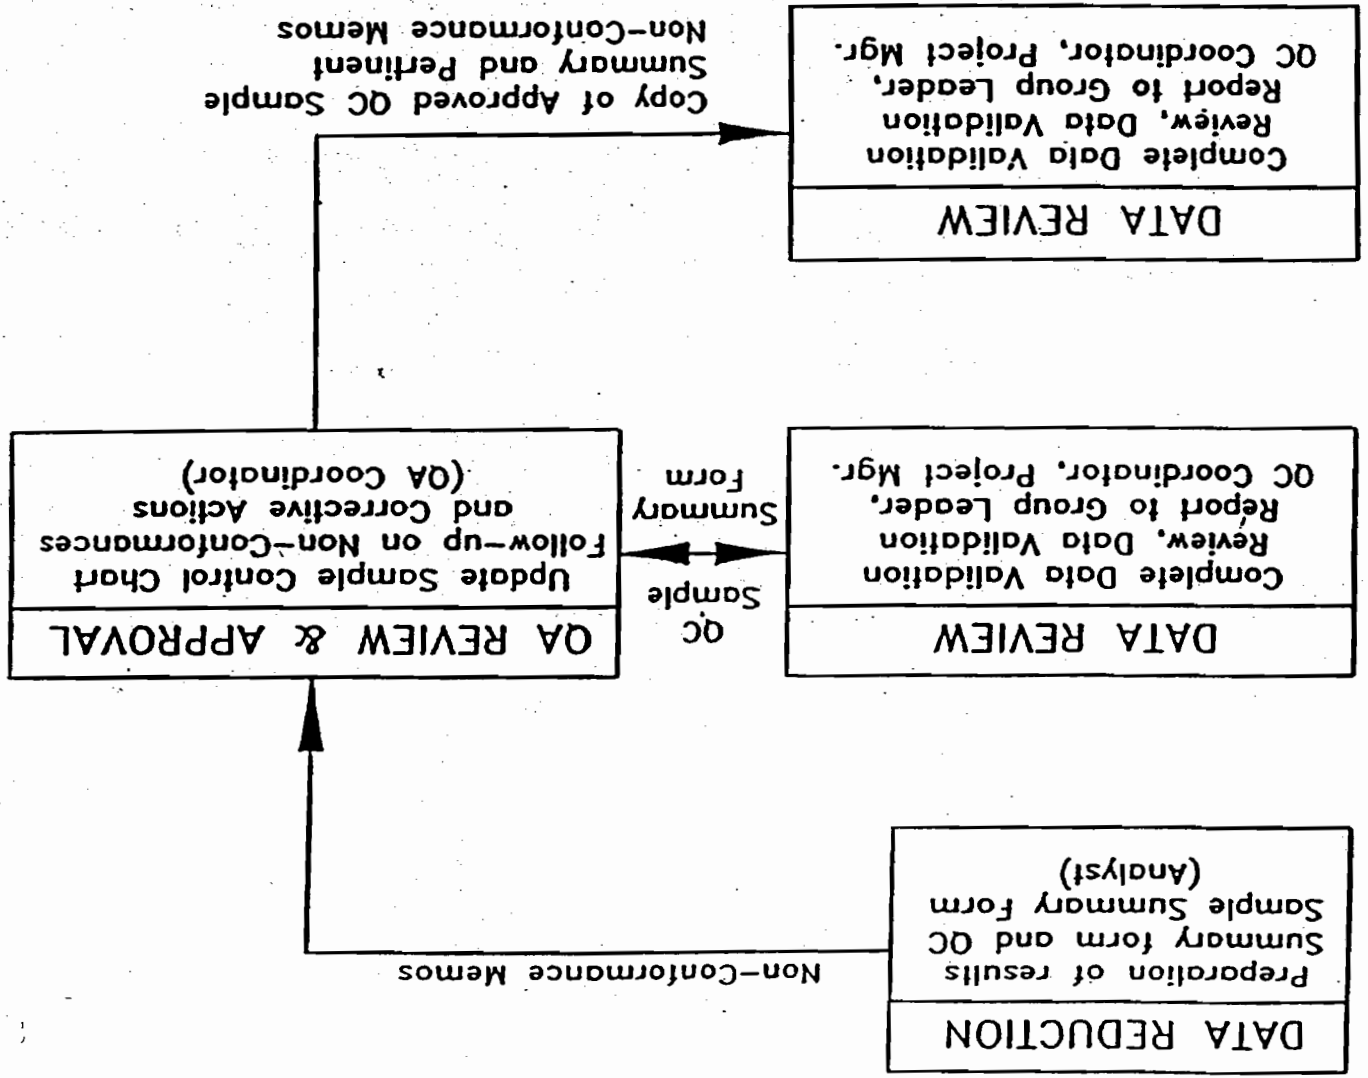 DATA REDUCTION
Preparation of results
Summary form and QC
Sample Summary Form
(Analyst)
Non-Conformance Memos
DATA REVIEW
Complete Data Validation
Review, Data Validation
Report to Group Leader,
QC Coordinator, Project Mgr.
QC
Sample
Summary
Form
QA REVIEW & APPROVAL
Update Sample Control Chart
Follow-up on Non-Conformances
and Corrective Actions
(QA Coordinator)
DATA REVIEW
Complete Data Validation
Review, Data Validation
Report to Group Leader,
QC Coordinator, Project Mgr.
Copy of Approved QC Sample
Summary and Pertinent
Non-Conformance Memos